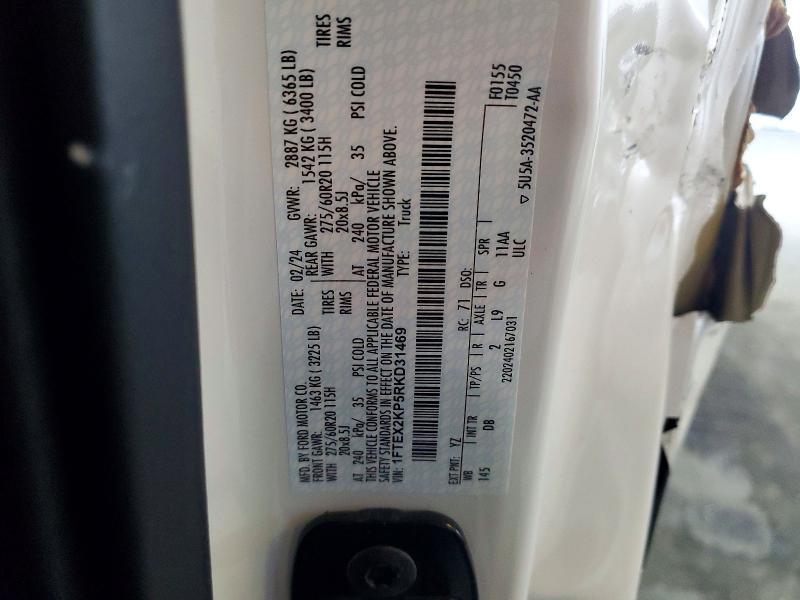 MFD. BY FORD MOTOR CO.
DATE: 02/24 GVWR: 2887 KG ( 6365 LB)
FRONT GAWR: 1463 KG ( 3225 LB) REAR GAWR: 1542 KG ( 3400 LB)
WITH 275/60R20 115H TIRES WITH 275/60R20 115H TIRES
20x8.5J RIMS 20x8.5J RIMS
AT 240 kPa/ 35 PSI COLD AT 240 kPa/ 35 PSI COLD
THIS VEHICLE CONFORMS TO ALL APPLICABLE FEDERAL MOTOR VEHICLE
SAFETY STANDARDS IN EFFECT ON THE DATE OF MANUFACTURE SHOWN ABOVE.
VIN: 1FTEX2KP5RKD31469 TYPE: Truck
EXT PNT: YZ RC: 71 DSO: F0155
WB INT TR TP/PS R AXLE TR SPR T0450
145 DB 2 L9 G 11AA
ULC
2202402167031 ▽ 5U5A-3520472-AA